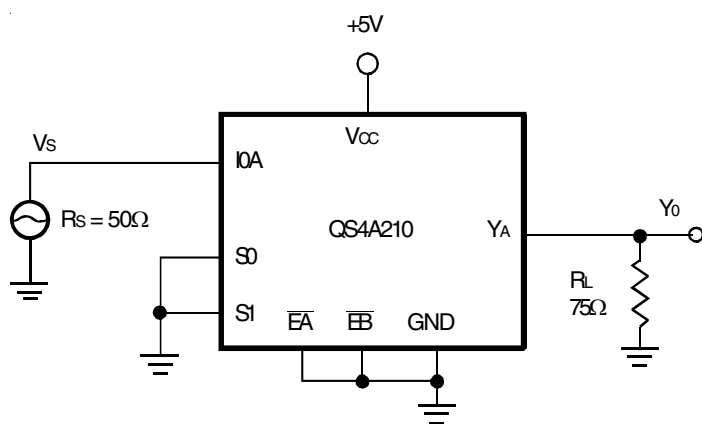 +5V
VCC
VS
I0A
RS = 50Ω
QS4A210
YA
Y0
S0
RL
75Ω
S1
EA
EB
GND